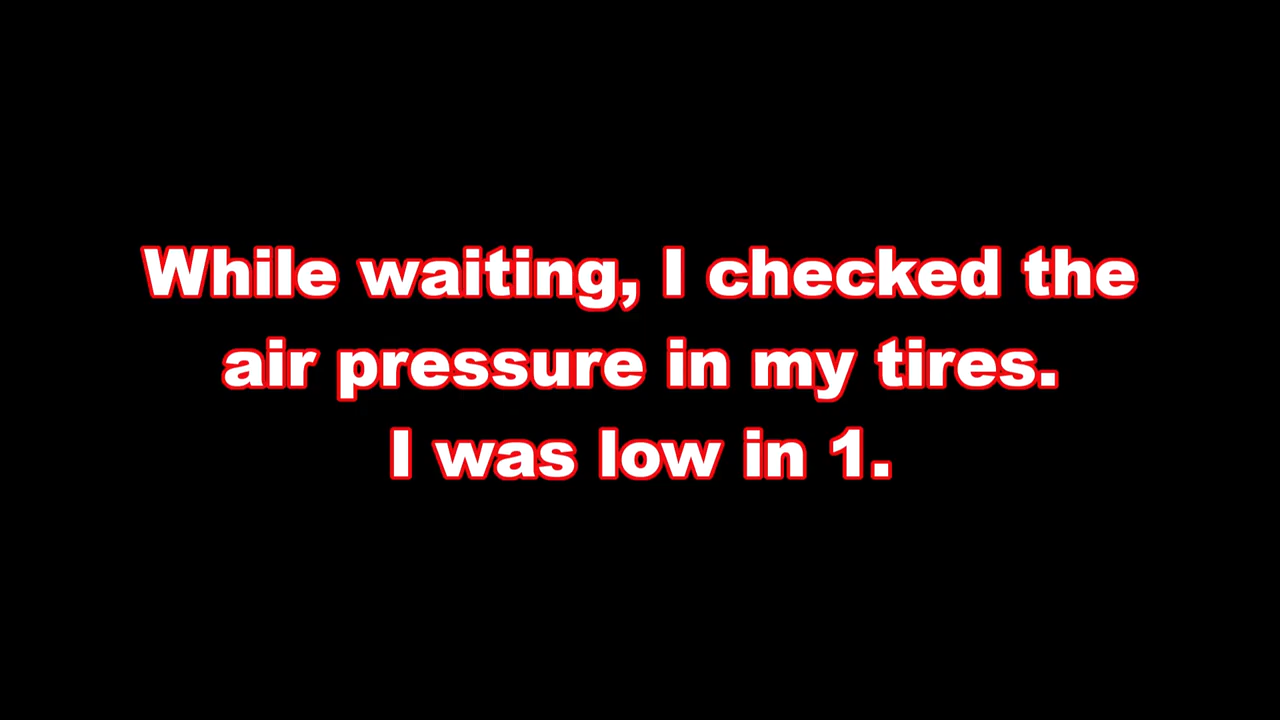 While waiting, I checked the
air pressure in my tires.
I was low in 1.